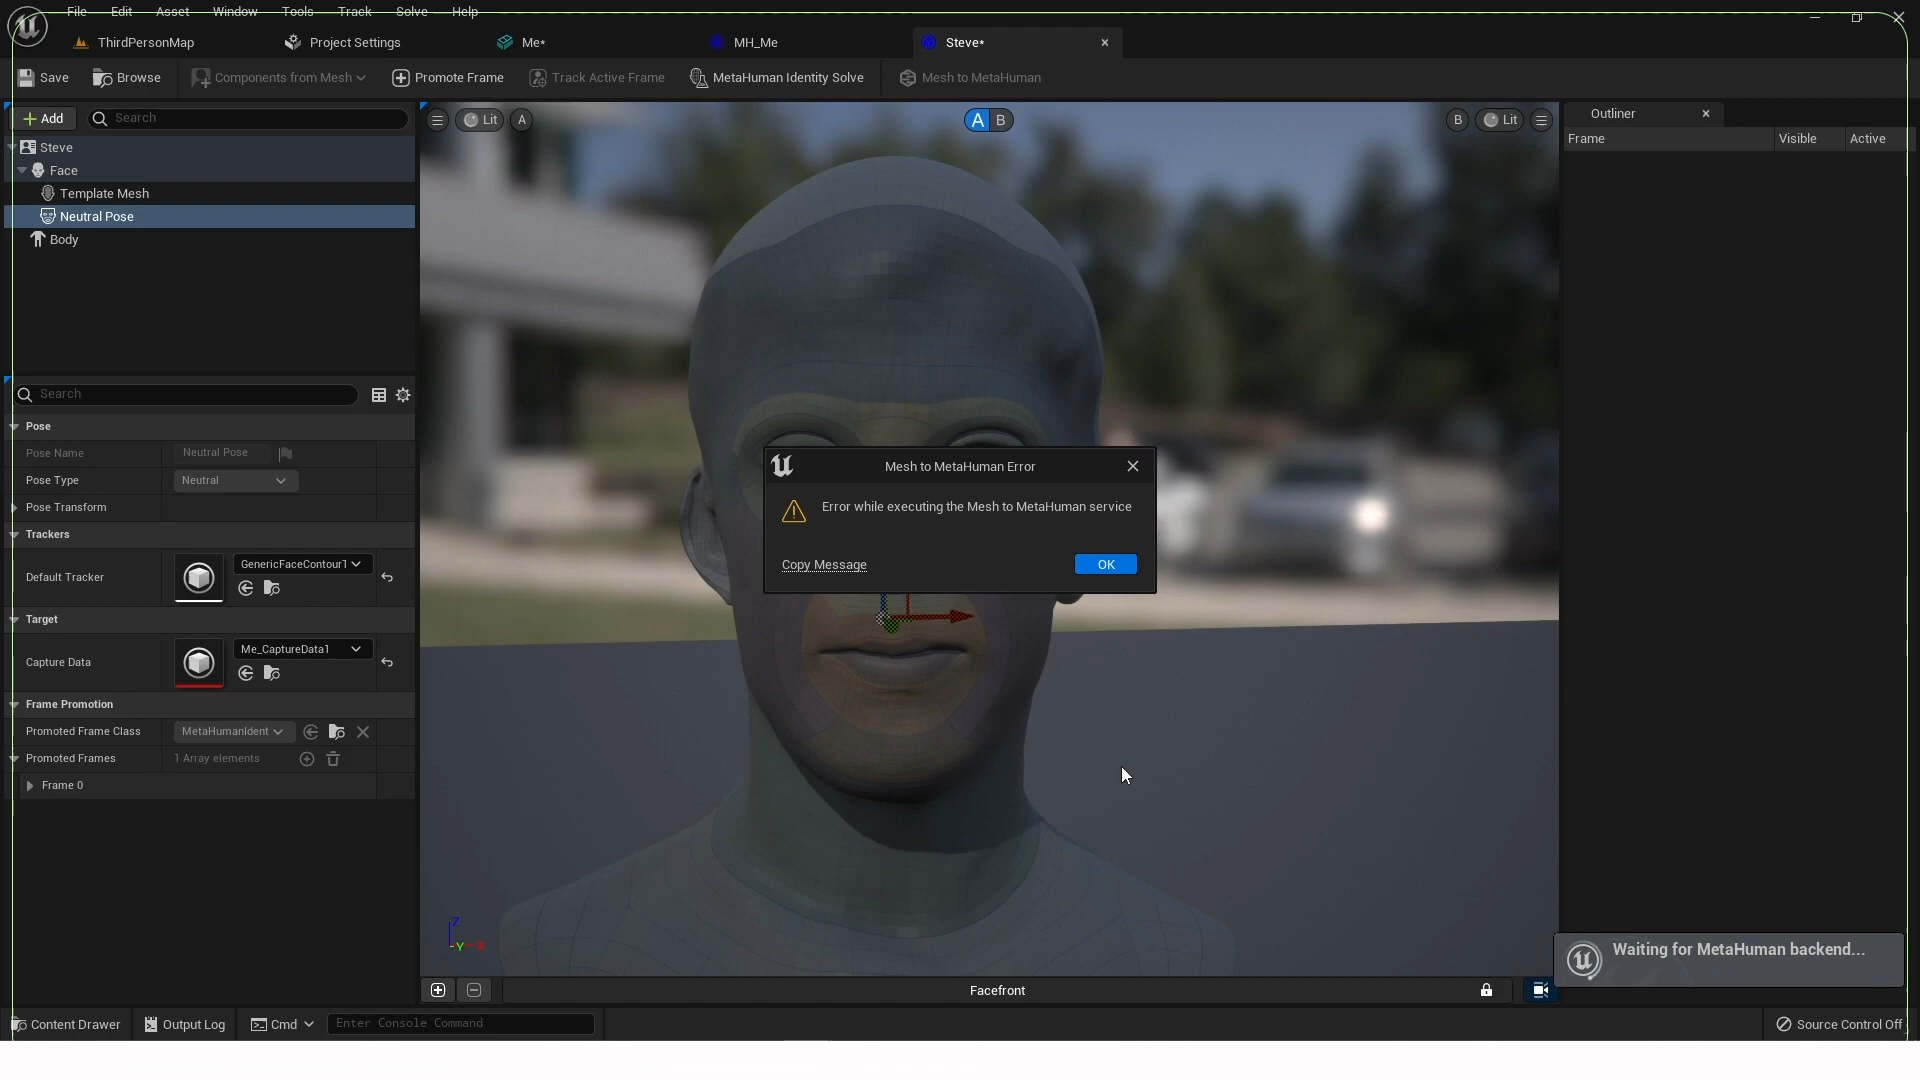 File Edit Asset Window Tools Track Solve Help
ThirdPersonMap Project Settings Me* MH_Me Steve*
Save Browse Components from Mesh Promote Frame Track Active Frame MetaHuman Identity Solve Mesh to MetaHuman
Add Search
Steve
Face
Template Mesh
Neutral Pose
Body
Lit A A B B Lit
Outliner
Frame Visible Active
Search
Pose
Pose Name Neutral Pose
Pose Type Neutral
Pose Transform
Trackers
Default Tracker GenericFaceContourT
Target
Capture Data Me_CaptureData1
Frame Promotion
Promoted Frame Class MetaHumanIdent
Promoted Frames 1 Array elements
Frame 0
Mesh to MetaHuman Error
Error while executing the Mesh to MetaHuman service
Copy Message OK
Z
Y X
Waiting for MetaHuman backend...
Facefront
Content Drawer Output Log Cmd Enter Console Command Source Control Off